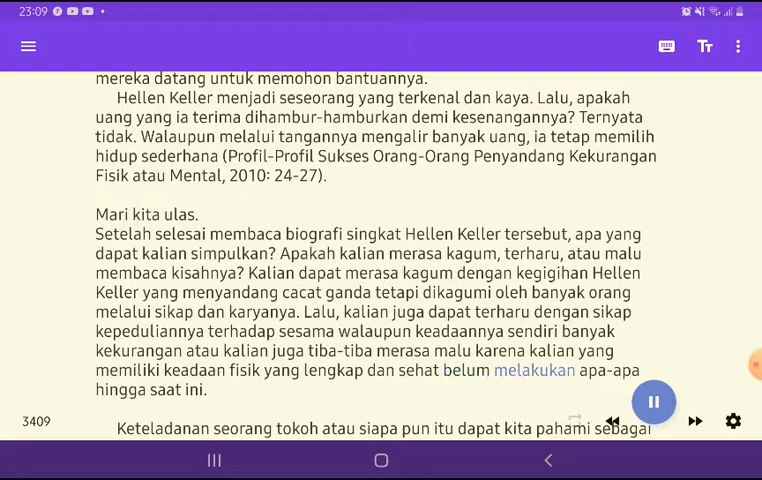 23:09
mereka datang untuk memohon bantuannya.
Hellen Keller menjadi seseorang yang terkenal dan kaya. Lalu, apakah
uang yang ia terima dihambur-hamburkan demi kesenangannya? Ternyata
tidak. Walaupun melalui tangannya mengalir banyak uang, ia tetap memilih
hidup sederhana (Profil-Profil Sukses Orang-Orang Penyandang Kekurangan
Fisik atau Mental, 2010: 24-27).
Mari kita ulas.
Setelah selesai membaca biografi singkat Hellen Keller tersebut, apa yang
dapat kalian simpulkan? Apakah kalian merasa kagum, terharu, atau malu
membaca kisahnya? Kalian dapat merasa kagum dengan kegigihan Hellen
Keller yang menyandang cacat ganda tetapi dikagumi oleh banyak orang
melalui sikap dan karyanya. Lalu, kalian juga dapat terharu dengan sikap
kepeduliannya terhadap sesama walaupun keadaannya sendiri banyak
kekurangan atau kalian juga tiba-tiba merasa malu karena kalian yang
memiliki keadaan fisik yang lengkap dan sehat belum melakukan apa-apa
hingga saat ini.
3409
Keteladanan seorang tokoh atau siapa pun itu dapat kita pahami sebagai